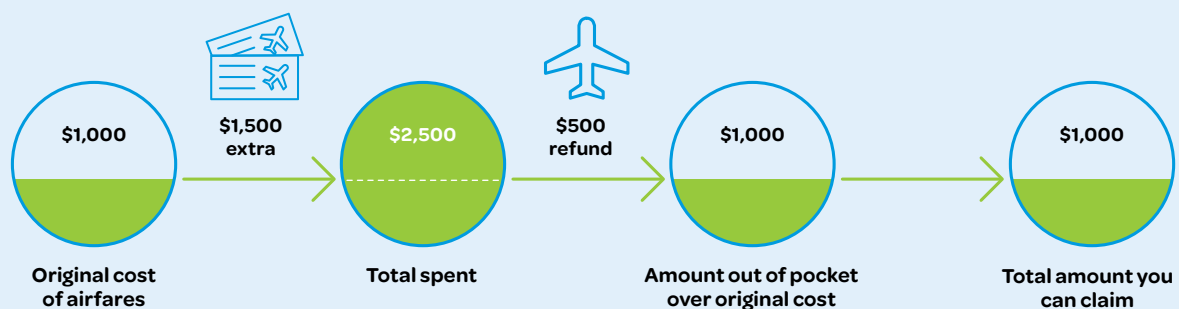 $1,000
$1,500
extra
$2,500
$500
refund
$1,000
$1,000
Original cost
of airfares
Total spent
Amount out of pocket
over original cost
Total amount you
can claim